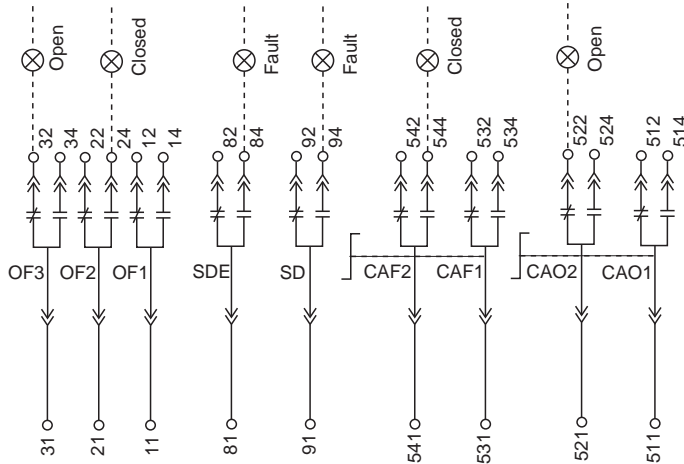 Open
Closed
Fault
Fault
Closed
Open
32
34
22
24
12
14
82
84
92
94
542
544
532
534
522
524
512
514
OF3
OF2
OF1
SDE
SD
CAF2
CAF1
CAO2
CAO1
31
21
11
81
91
541
531
521
511